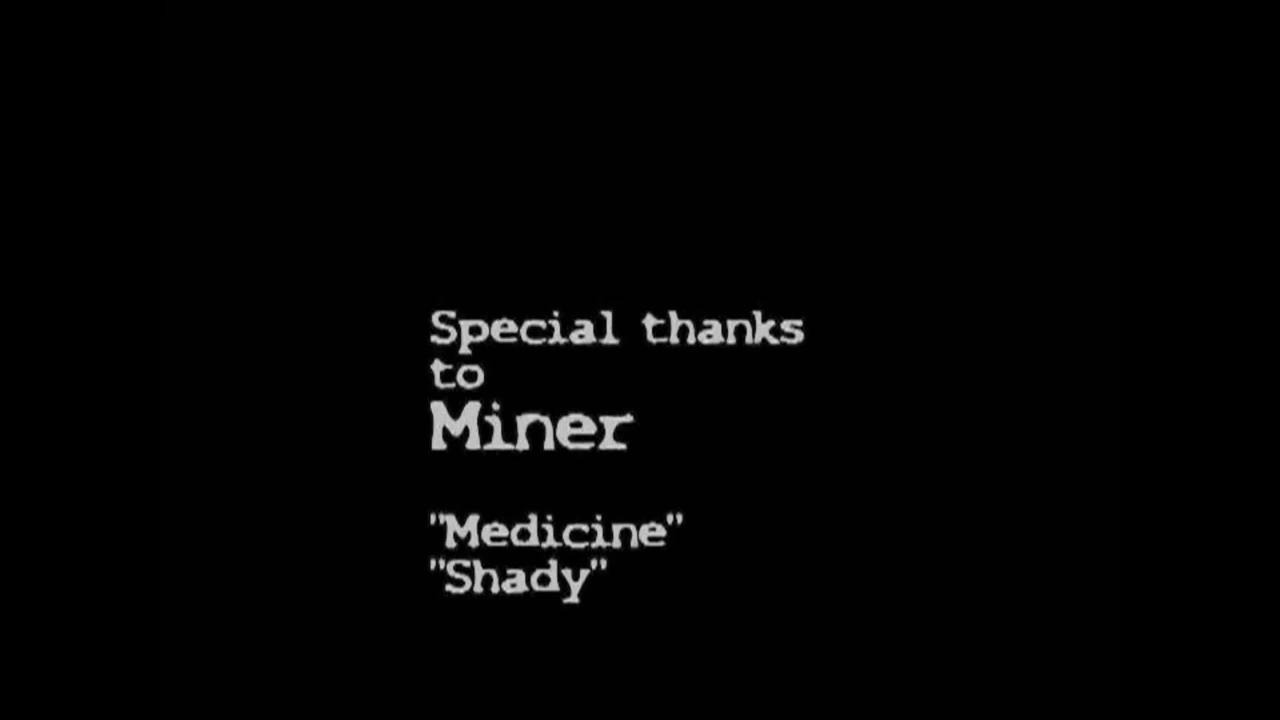 Special thanks
to
Miner
"Medicine"
"Shady"